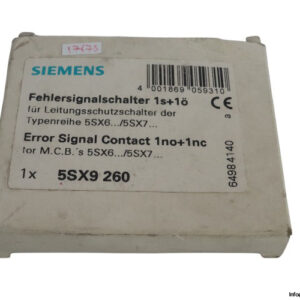 17675
SIEMENS
4 001869 059310
Fehlersignalschalter 1s+1ö
für Leitungsschutzschalter der
Typenreihe 5SX6.../5SX7...
CE
Error Signal Contact 1no+1nc
for M.C.B.'s 5SX6.../5SX7...
1x 5SX9 260
64984140